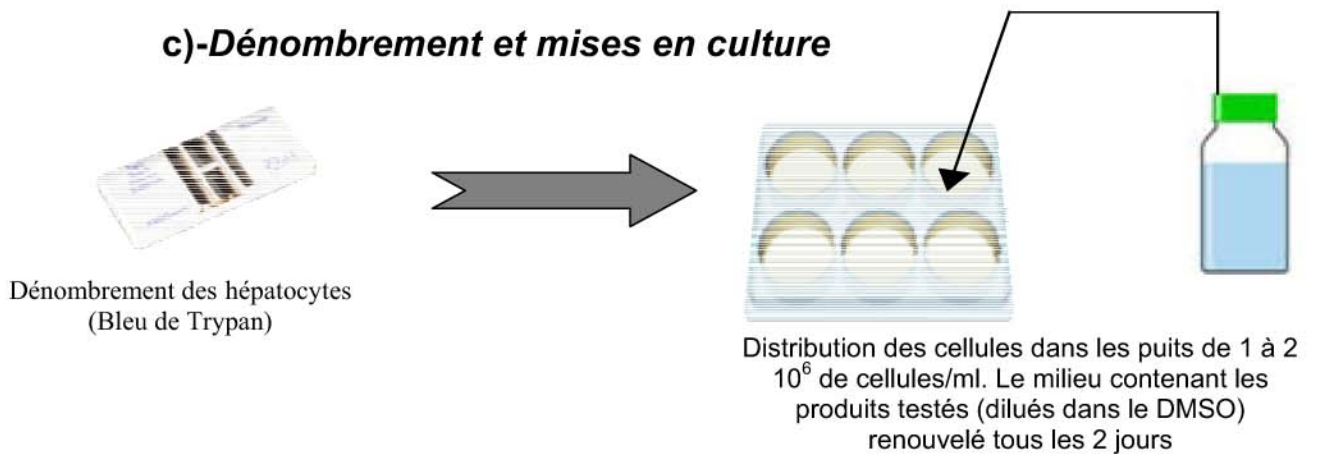 c)-Dénombrement et mises en culture
Dénombrement des hépatocytes
(Bleu de Trypan)
Distribution des cellules dans les puits de 1 à 2
10⁶ de cellules/ml. Le milieu contenant les
produits testés (dilués dans le DMSO)
renouvelé tous les 2 jours